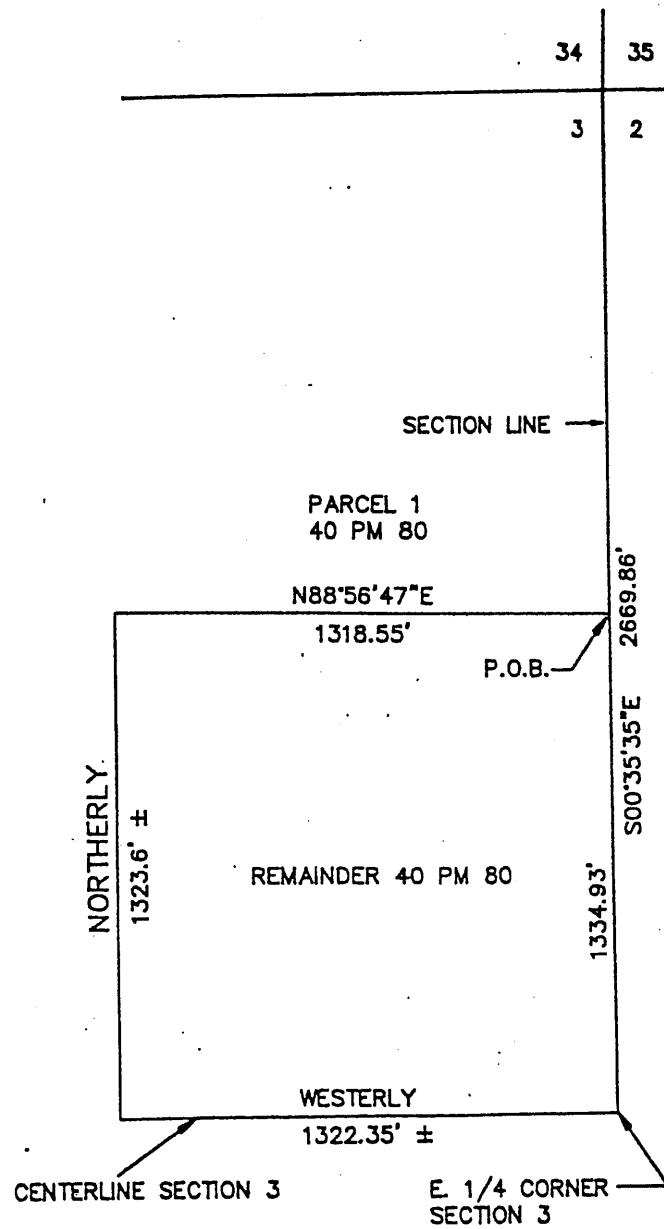 34 35
3 2
SECTION LINE
PARCEL 1
40 PM 80
N88°56'47"E
1318.55'
2669.86'
P.O.B.
S00°35'35"E
NORTHERLY.
1323.6' ±
REMAINDER 40 PM 80
1334.93'
WESTERLY
1322.35' ±
CENTERLINE SECTION 3
E. 1/4 CORNER
SECTION 3